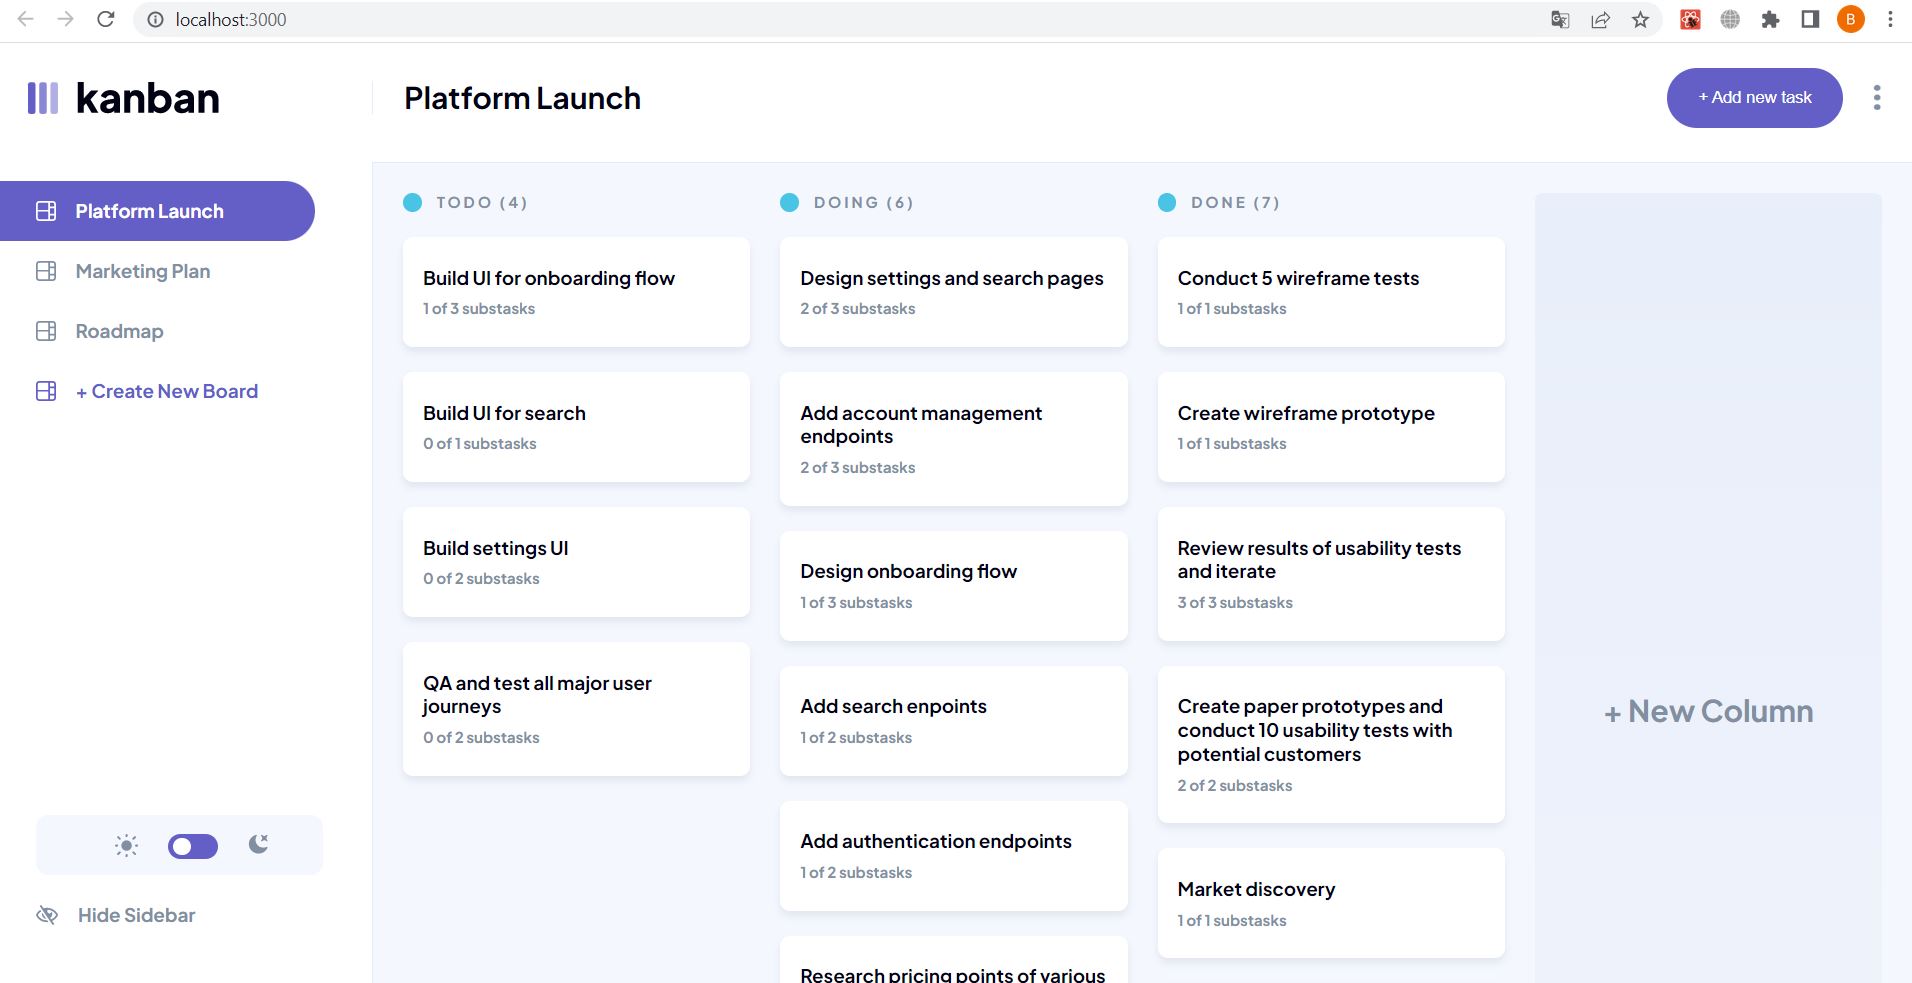 localhost:3000
B
kanban
Platform Launch
+ Add new task
Platform Launch
Marketing Plan
Roadmap
+ Create New Board
Hide Sidebar
TODO (4)
Build UI for onboarding flow
1 of 3 substasks
Build UI for search
0 of 1 substasks
Build settings UI
0 of 2 substasks
QA and test all major user
journeys
0 of 2 substasks
DOING (6)
Design settings and search pages
2 of 3 substasks
Add account management
endpoints
2 of 3 substasks
Design onboarding flow
1 of 3 substasks
Add search enpoints
1 of 2 substasks
Add authentication endpoints
1 of 2 substasks
Research pricing points of various
DONE (7)
Conduct 5 wireframe tests
1 of 1 substasks
Create wireframe prototype
1 of 1 substasks
Review results of usability tests
and iterate
3 of 3 substasks
Create paper prototypes and
conduct 10 usability tests with
potential customers
2 of 2 substasks
Market discovery
1 of 1 substasks
+ New Column